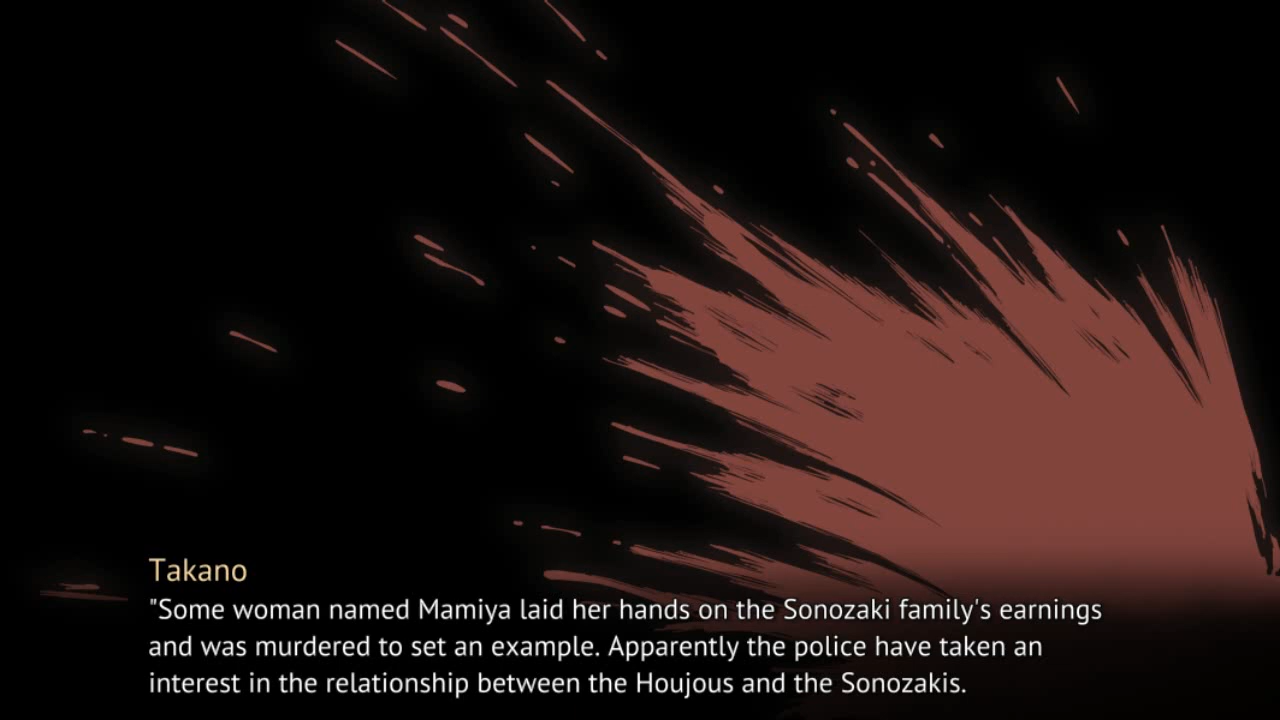 Takano
"Some woman named Mamiya laid her hands on the Sonozaki family's earnings
and was murdered to set an example. Apparently the police have taken an
interest in the relationship between the Houjous and the Sonozakis.